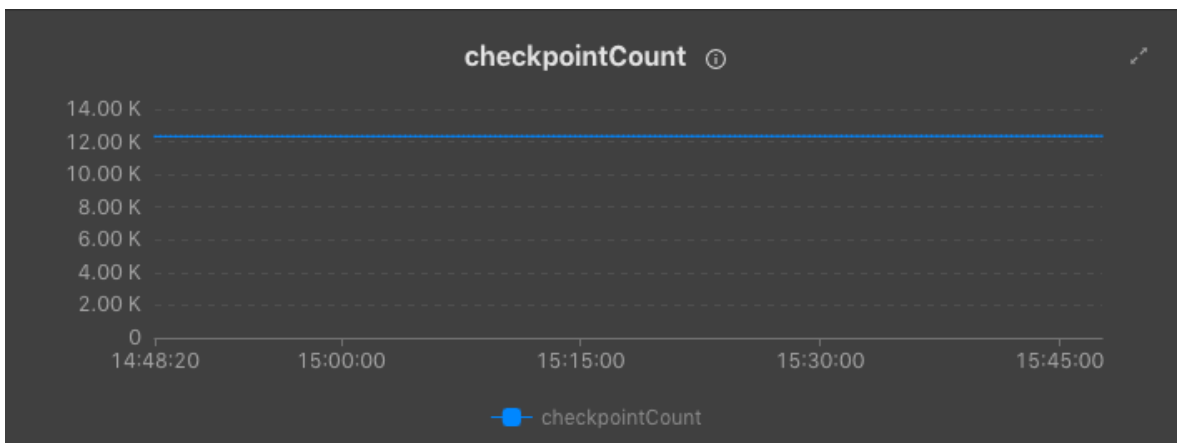 checkpointCount
14.00 K
12.00 K
10.00 K
8.00 K
6.00 K
4.00 K
2.00 K
0
14:48:20 15:00:00 15:15:00 15:30:00 15:45:00
checkpointCount